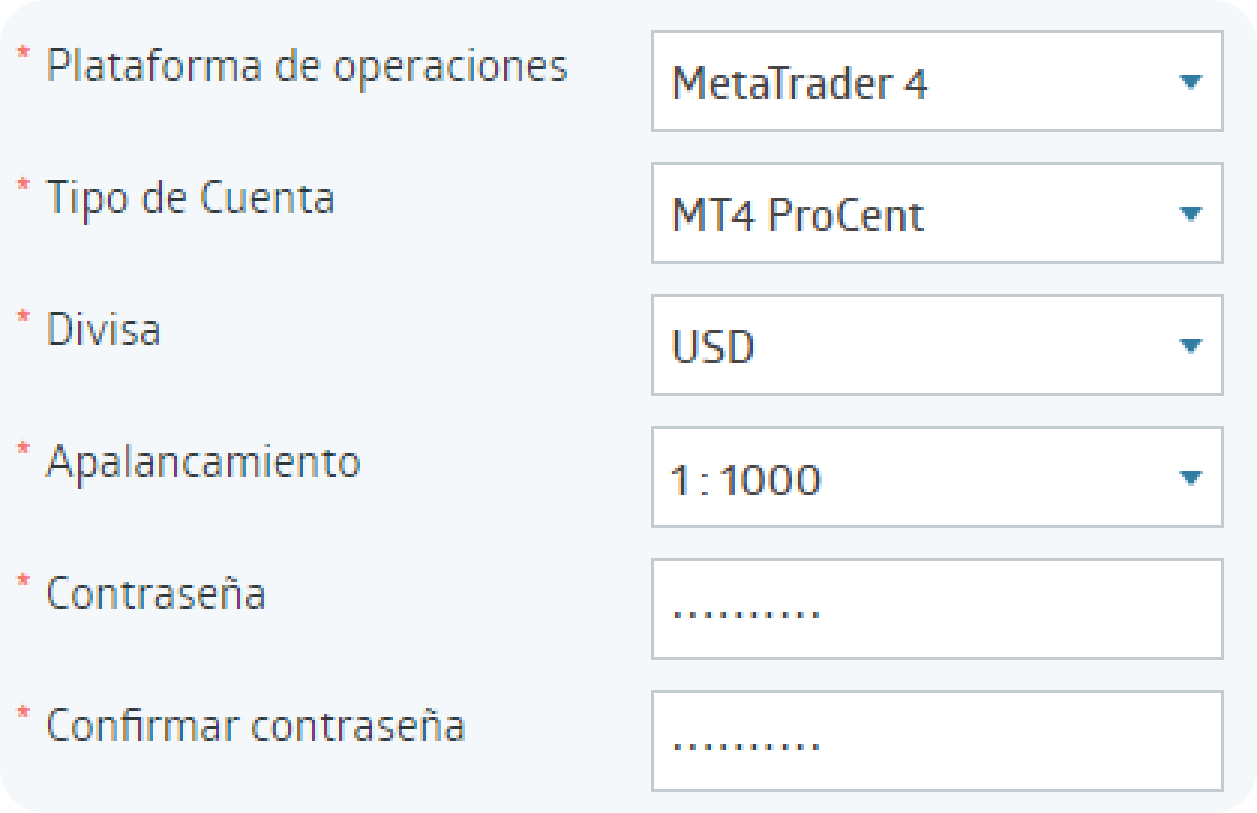 * Plataforma de operaciones MetaTrader 4
* Tipo de Cuenta MT4 ProCent
* Divisa USD
* Apalancamiento 1 : 1000
* Contraseña ..........
* Confirmar contraseña ..........